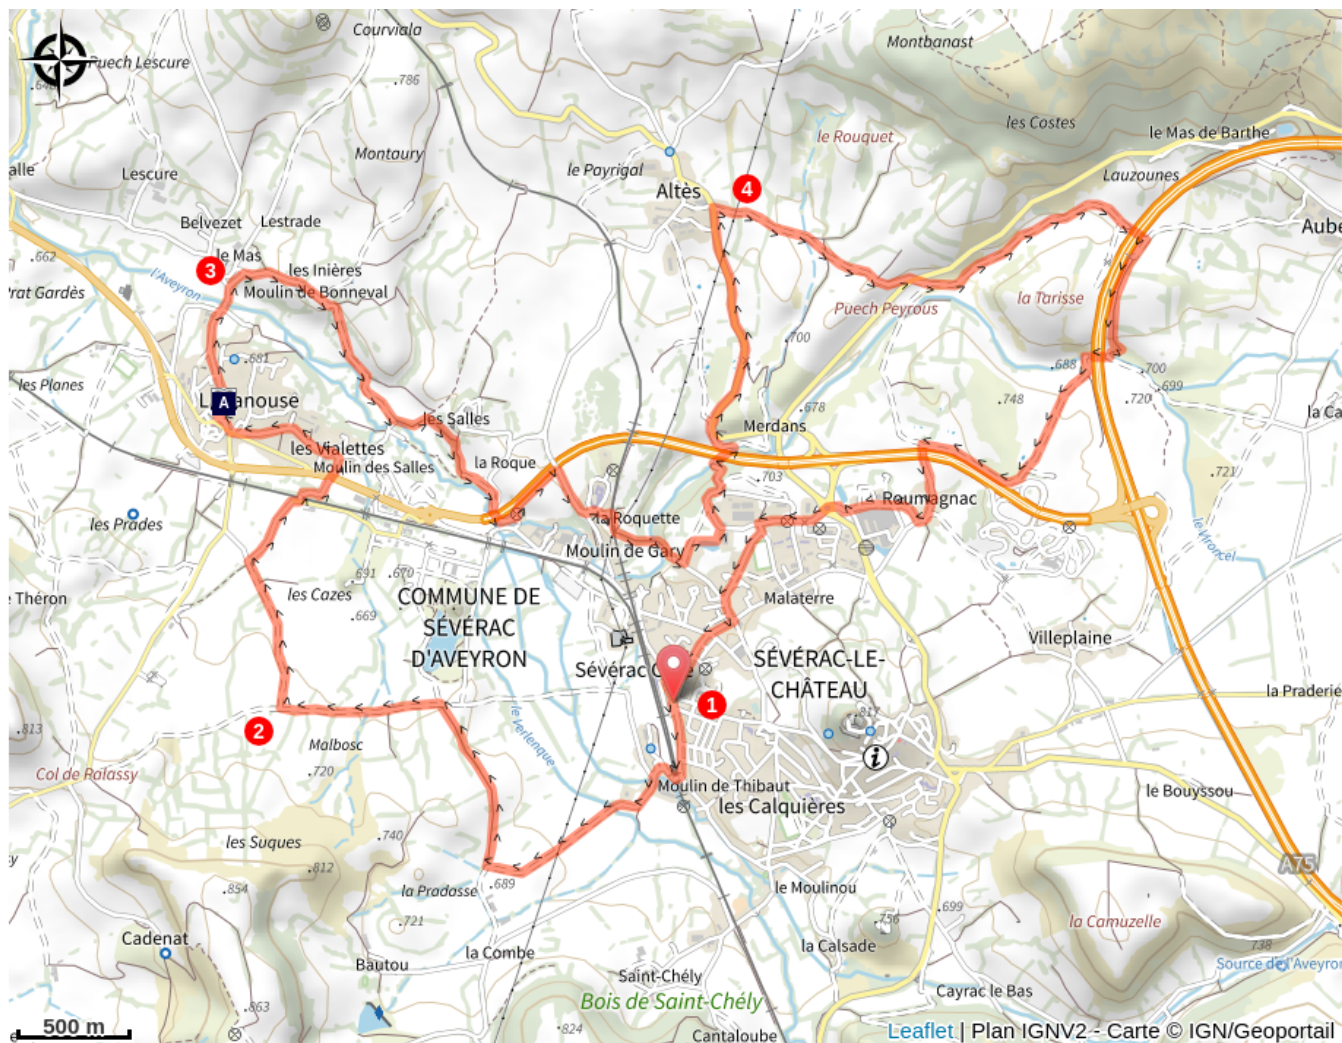 Courviala
Puech Lescure
.786
Montbanast
les Costes
le Mas de Barthe
le Rouquet
Montaury
le Payrigal
Lescure
Altès
4
Lauzounes
Belvezet
Lestrade
.662
le Mas
3
les Inières
l'Aveyron
Moulin de Bonneval
Prat Gardès
la Tarisse
Puech Peyrous
.700
.681
.688
.700
.699
les Planes
A
.748
.720
les Salles
.678
Merdans
les Vialettes
Moulin des Salles
la Roque
.703
.721
Roumagnac
les Prades
la Roquette
le Vironcel
Moulin de Gary
.691
.670
Théron
les Cazes
COMMUNE DE
SÉVÉRAC
D'AVEYRON
.669
Malaterre
Villeplaine
SÉVÉRAC-LE-
CHÂTEAU
la Praderie
1
.817
le Verlenque
2
.813
Malbosc
Col de Ralassy
.720
i
Moulin de Thibaut
les Calquières
le Bouyssou
.740
les Suques
.812
A75
.854
la Pradasse
.689
le Moulinou
.699
.721
.756
la Camuzelle
Cadenat
la Combe
la Calsade
.738
Bautou
Saint-Chély
Source de l'Aveyron
Bois de Saint-Chély
Cayrac le Bas
.863
500 m
.824
Cantaloube
Leaflet | Plan IGNV2 - Carte © IGN/Geoportail